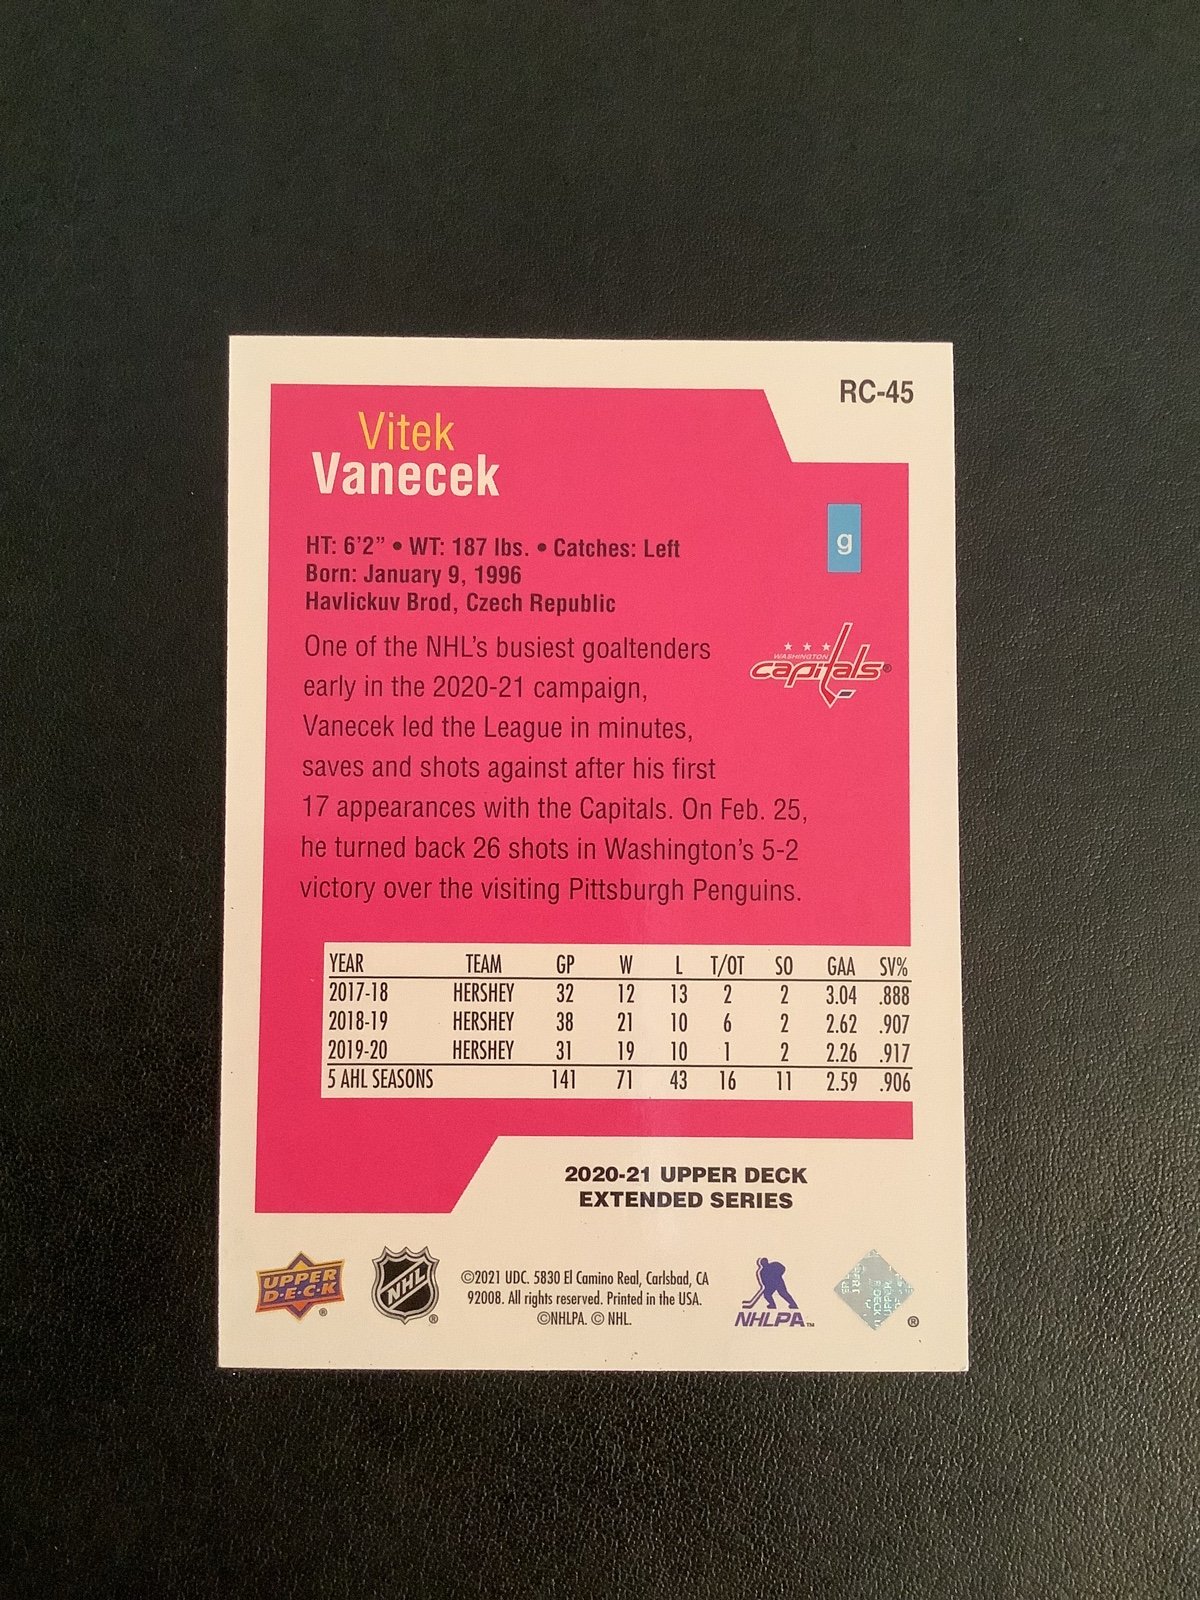 RC-45
Vitek
Vanecek
g
HT: 6'2" • WT: 187 lbs. • Catches: Left
Born: January 9, 1996
Havlickuv Brod, Czech Republic
WASHINGTON
capitals®
One of the NHL's busiest goaltenders
early in the 2020-21 campaign,
Vanecek led the League in minutes,
saves and shots against after his first
17 appearances with the Capitals. On Feb. 25,
he turned back 26 shots in Washington's 5-2
victory over the visiting Pittsburgh Penguins.
YEAR TEAM GP W L T/OT SO GAA SV%
2017-18 HERSHEY 32 12 13 2 2 3.04 .888
2018-19 HERSHEY 38 21 10 6 2 2.62 .907
2019-20 HERSHEY 31 19 10 1 2 2.26 .917
5 AHL SEASONS 141 71 43 16 11 2.59 .906
2020-21 UPPER DECK
EXTENDED SERIES
UPPER
D·E·C·K®
NHL®
©2021 UDC. 5830 El Camino Real, Carlsbad, CA
92008. All rights reserved. Printed in the USA.
©NHLPA. © NHL.
NHLPA™
®